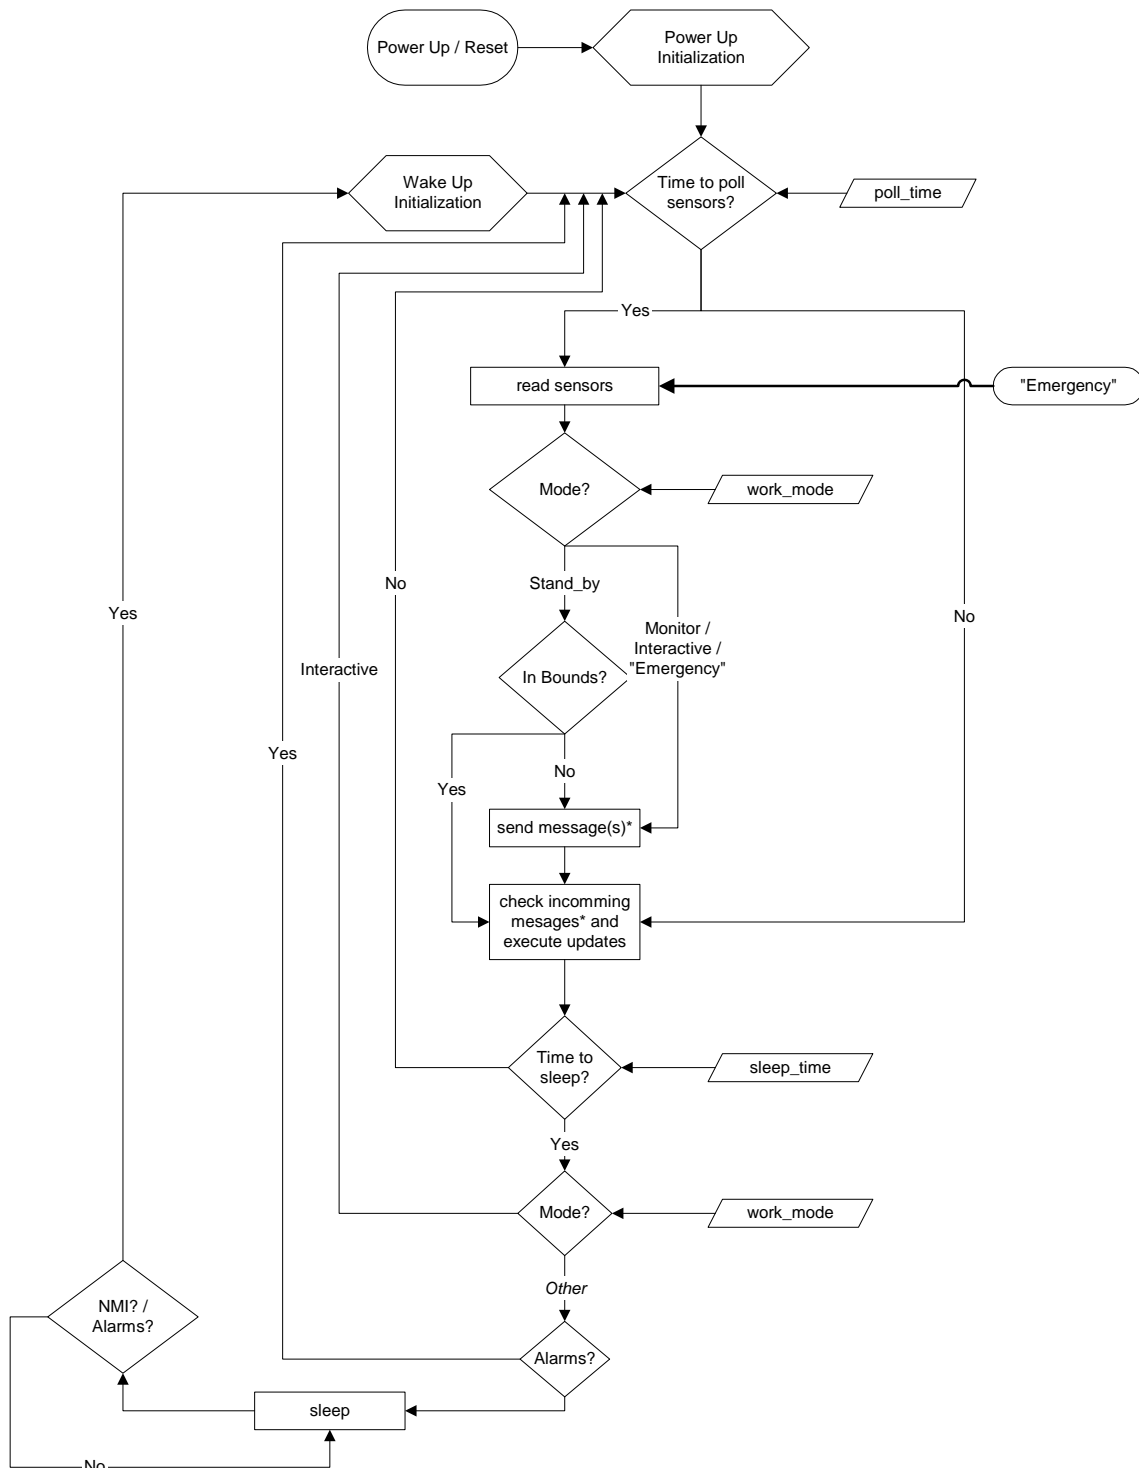 Power Up / Reset
Power Up
Initialization
Wake Up
Initialization
Time to poll
sensors?
poll_time
Yes
read sensors
"Emergency"
Mode?
work_mode
No
Stand_by
Yes
Monitor /
Interactive /
"Emergency"
No
Interactive
In Bounds?
Yes
No
Yes
send message(s)*
check incomming
mesages* and
execute updates
Time to
sleep?
sleep_time
Yes
Mode?
work_mode
Other
NMI? /
Alarms?
Alarms?
sleep
No